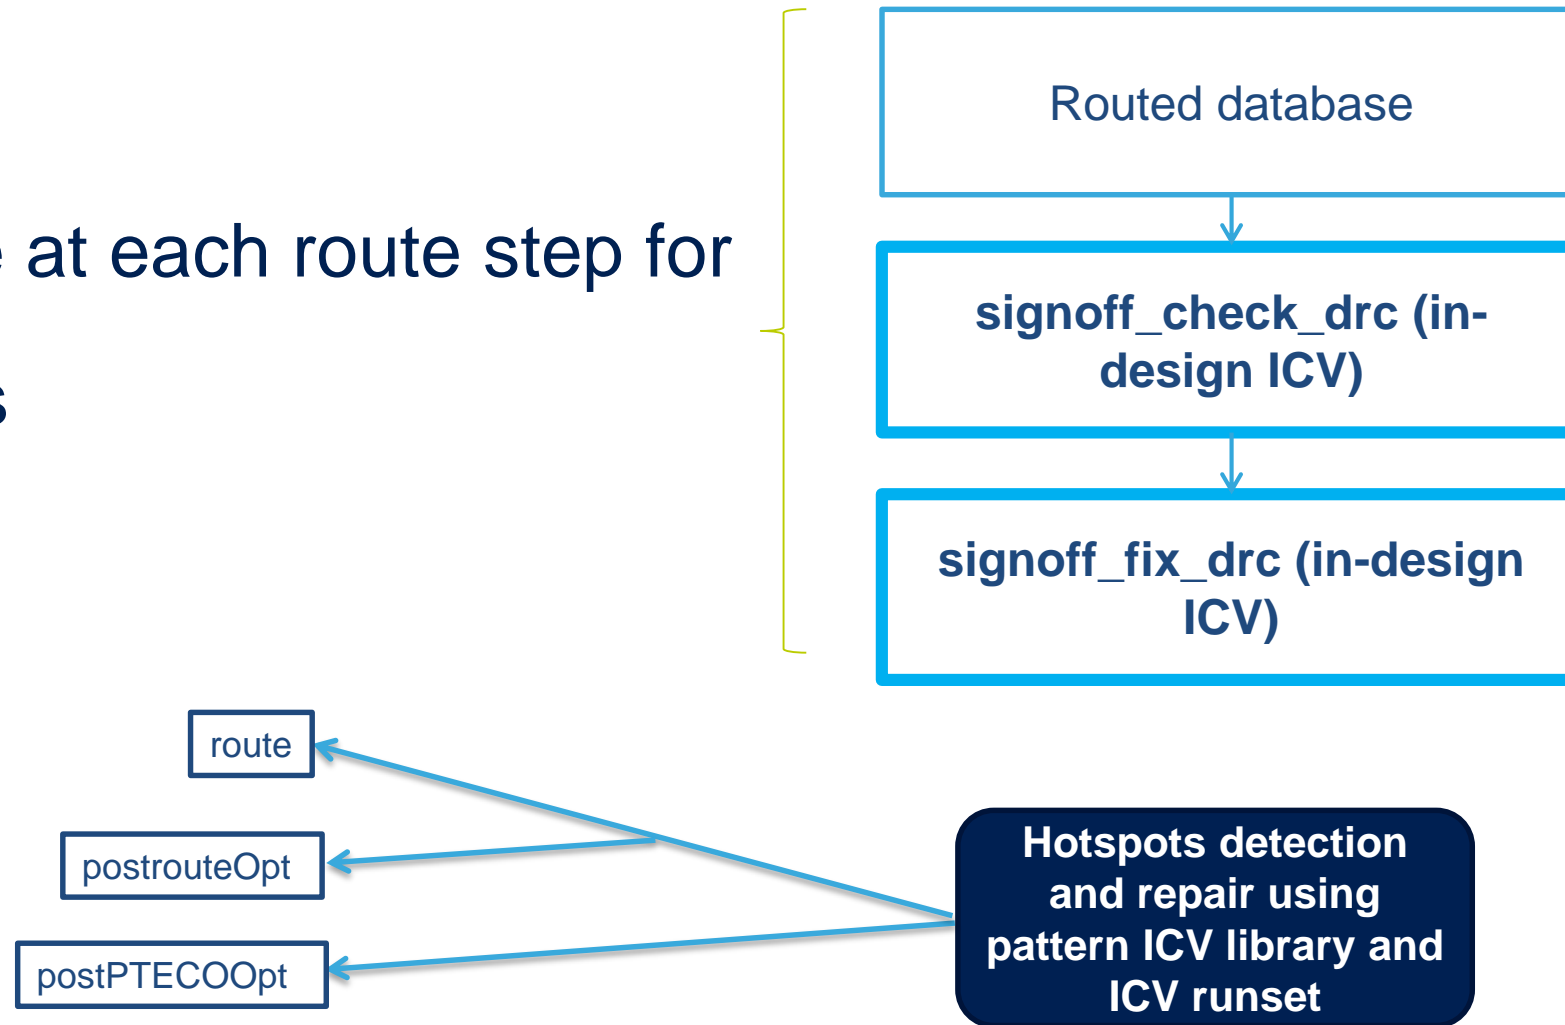 Routed database
at each route step for
signoff_check_drc (in-
design ICV)
signoff_fix_drc (in-design
ICV)
route
postrouteOpt
postPTECOOpt
Hotspots detection
and repair using
pattern ICV library and
ICV runset